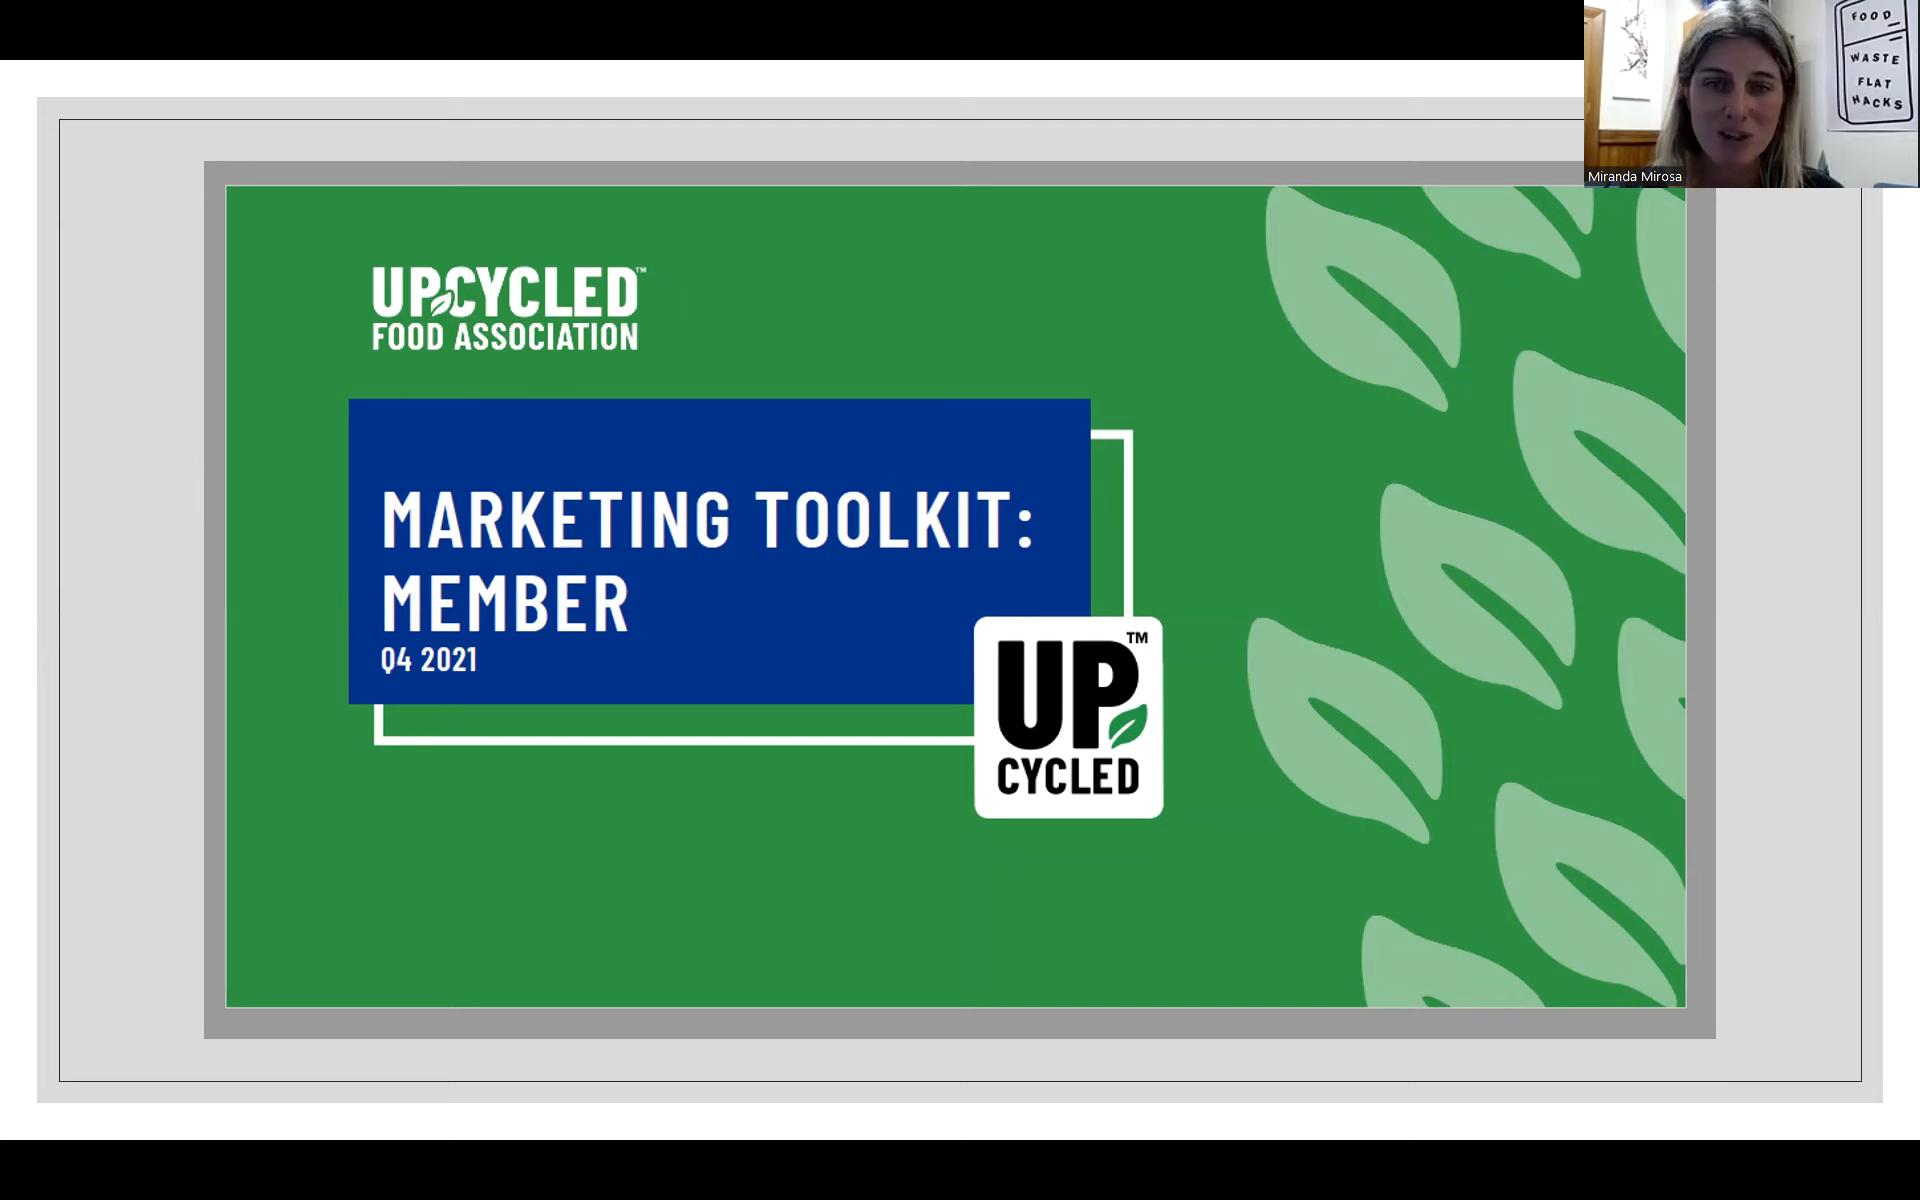 FOOD
WASTE
FLAT
HACKS
Miranda Mirosa
UPCYCLED™
FOOD ASSOCIATION
MARKETING TOOLKIT:
MEMBER
Q4 2021
UP™
CYCLED